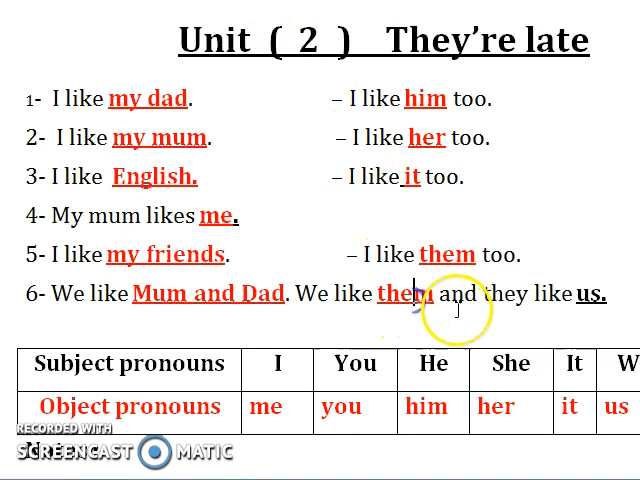 Unit ( 2 ) They're late
1- I like my dad. – I like him too.
2- I like my mum. – I like her too.
3- I like English. – I like it too.
4- My mum likes me.
5- I like my friends. – I like them too.
6- We like Mum and Dad. We like them and they like us.
Subject pronouns I You He She It W
Object pronouns me you him her it us
RECORDED WITH
SCREENCAST MATIC